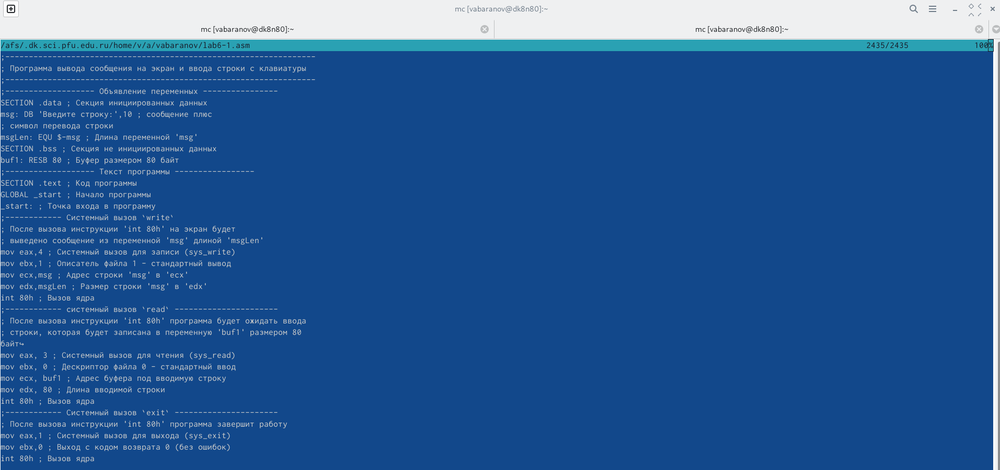 mc [vabaranov@dk8n80]:~
mc [vabaranov@dk8n80]:~
mc [vabaranov@dk8n80]:~
/afs/.dk.sci.pfu.edu.ru/home/v/a/vabaranov/lab6-1.asm 2435/2435 100%
;------------------------------------------------------------------
; Программа вывода сообщения на экран и ввода строки с клавиатуры
;------------------------------------------------------------------
;------------------- Объявление переменных ----------------
SECTION .data ; Секция инициированных данных
msg: DB 'Введите строку:',10 ; сообщение плюс
; символ перевода строки
msgLen: EQU $-msg ; Длина переменной 'msg'
SECTION .bss ; Секция не инициированных данных
buf1: RESB 80 ; Буфер размером 80 байт
;------------------- Текст программы -----------------
SECTION .text ; Код программы
GLOBAL _start ; Начало программы
_start: ; Точка входа в программу
;------------ Системный вызов `write`
; После вызова инструкции 'int 80h' на экран будет
; выведено сообщение из переменной 'msg' длиной 'msgLen'
mov eax,4 ; Системный вызов для записи (sys_write)
mov ebx,1 ; Описатель файла 1 - стандартный вывод
mov ecx,msg ; Адрес строки 'msg' в 'ecx'
mov edx,msgLen ; Размер строки 'msg' в 'edx'
int 80h ; Вызов ядра
;------------ системный вызов `read` ----------------------
; После вызова инструкции 'int 80h' программа будет ожидать ввода
; строки, которая будет записана в переменную 'buf1' размером 80
байт↪
mov eax, 3 ; Системный вызов для чтения (sys_read)
mov ebx, 0 ; Дескриптор файла 0 - стандартный ввод
mov ecx, buf1 ; Адрес буфера под вводимую строку
mov edx, 80 ; Длина вводимой строки
int 80h ; Вызов ядра
;------------ Системный вызов `exit` ----------------------
; После вызова инструкции 'int 80h' программа завершит работу
mov eax,1 ; Системный вызов для выхода (sys_exit)
mov ebx,0 ; Выход с кодом возврата 0 (без ошибок)
int 80h ; Вызов ядра